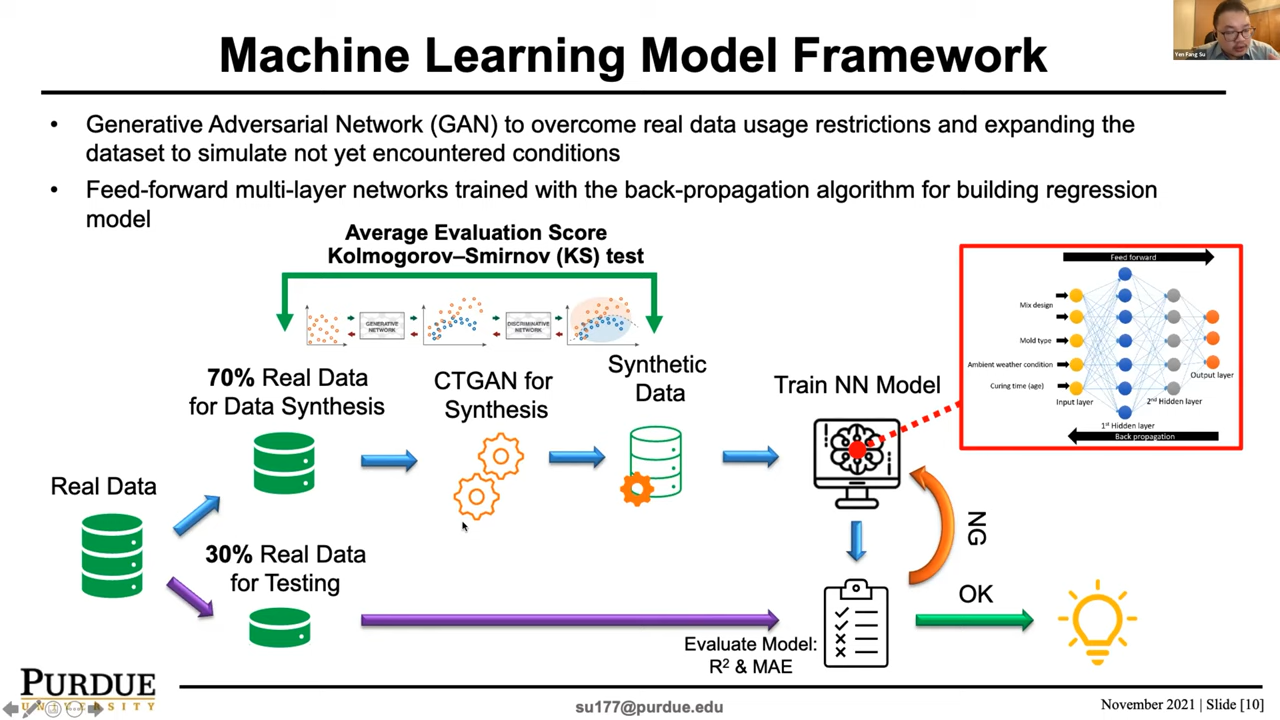 Machine Learning Model Framework
Yen Fang Su
• Generative Adversarial Network (GAN) to overcome real data usage restrictions and expanding the
dataset to simulate not yet encountered conditions
• Feed-forward multi-layer networks trained with the back-propagation algorithm for building regression
model
Average Evaluation Score
Kolmogorov–Smirnov (KS) test
GENERATIVE
NETWORK
DISCRIMINATIVE
NETWORK
Feed forward
Mix design
Mold type
Ambient weather condition
Curing time (age)
Input layer
1st Hidden layer
2nd Hidden layer
Output layer
Back propagation
Real Data
70% Real Data
for Data Synthesis
CTGAN for
Synthesis
Synthetic
Data
Train NN Model
NG
30% Real Data
for Testing
Evaluate Model:
R² & MAE
OK
PURDUE
UNIVERSITY
su177@purdue.edu
November 2021 | Slide [10]